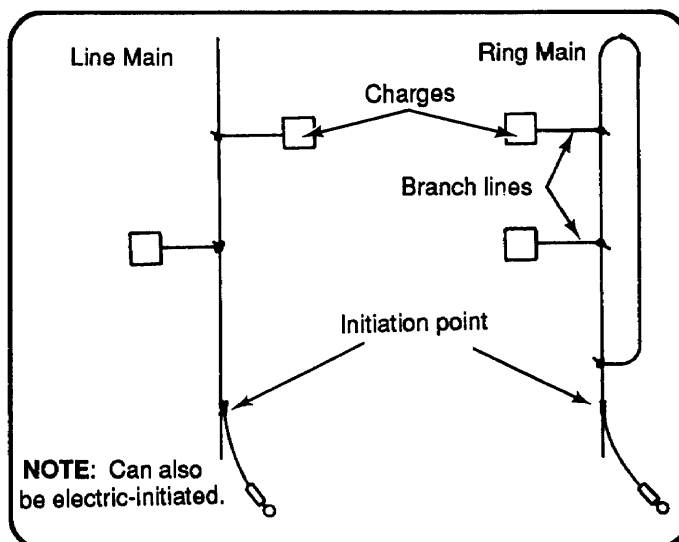 Line Main
Ring Main
Charges
Branch lines
Initiation point
NOTE: Can also
be electric-initiated.